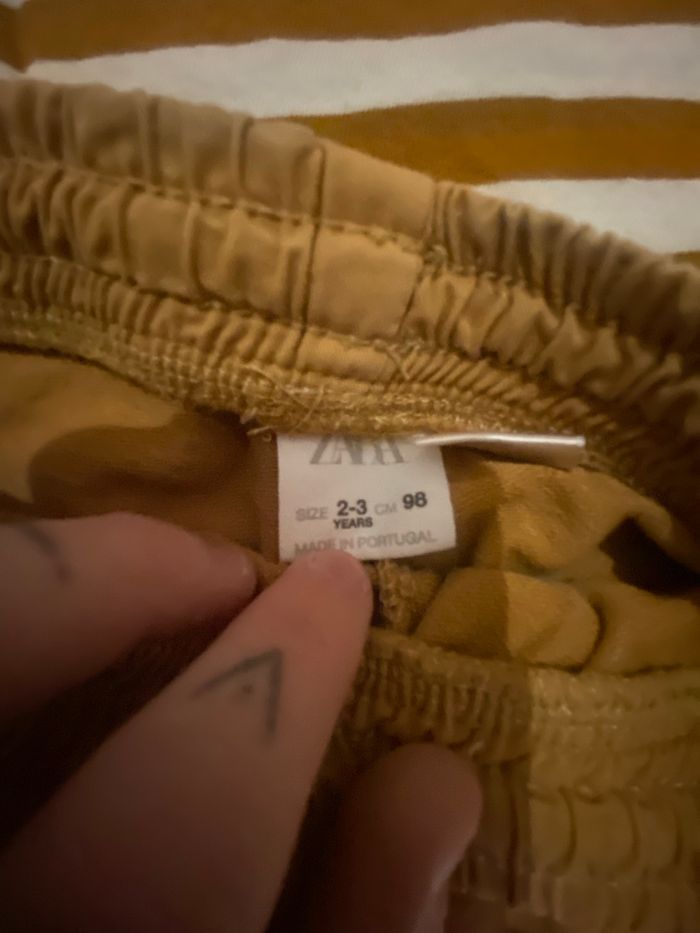 ZARA
SIZE 2-3 CM 98
YEARS
MADE IN PORTUGAL